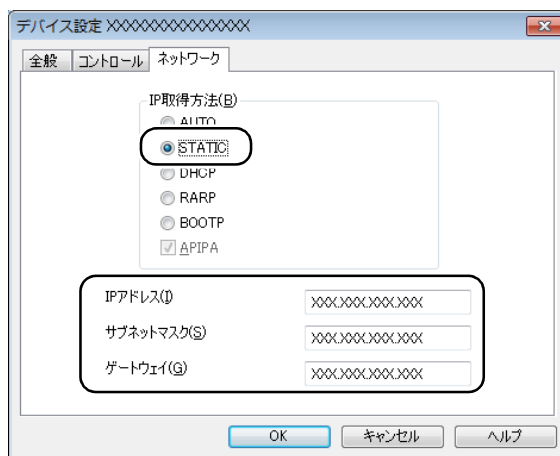 デバイス設定 XXXXXXXXXXXXXXXX
全般 コントロール ネットワーク
IP取得方法(B)
AUTO
STATIC
DHCP
RARP
BOOTP
APIPA
IPアドレス(I) XXX.XXX.XXX.XXX
サブネットマスク(S) XXX.XXX.XXX.XXX
ゲートウェイ(G) XXX.XXX.XXX.XXX
OK キャンセル ヘルプ